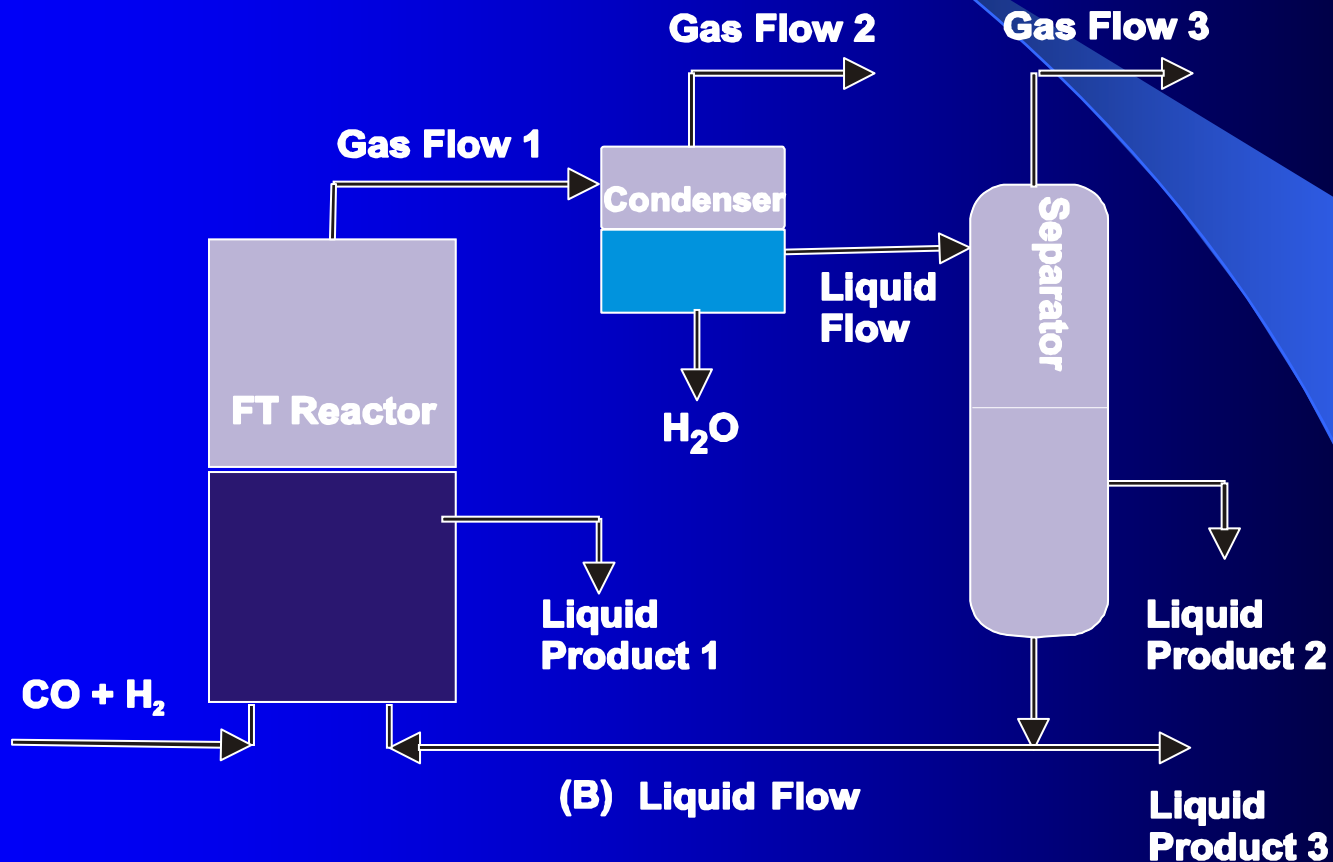 Gas Flow 2
Gas Flow 3
Gas Flow 1
Condenser
Separator
Liquid
Flow
FT Reactor
H₂O
Liquid
Product 1
Liquid
Product 2
CO + H₂
(B) Liquid Flow
Liquid
Product 3